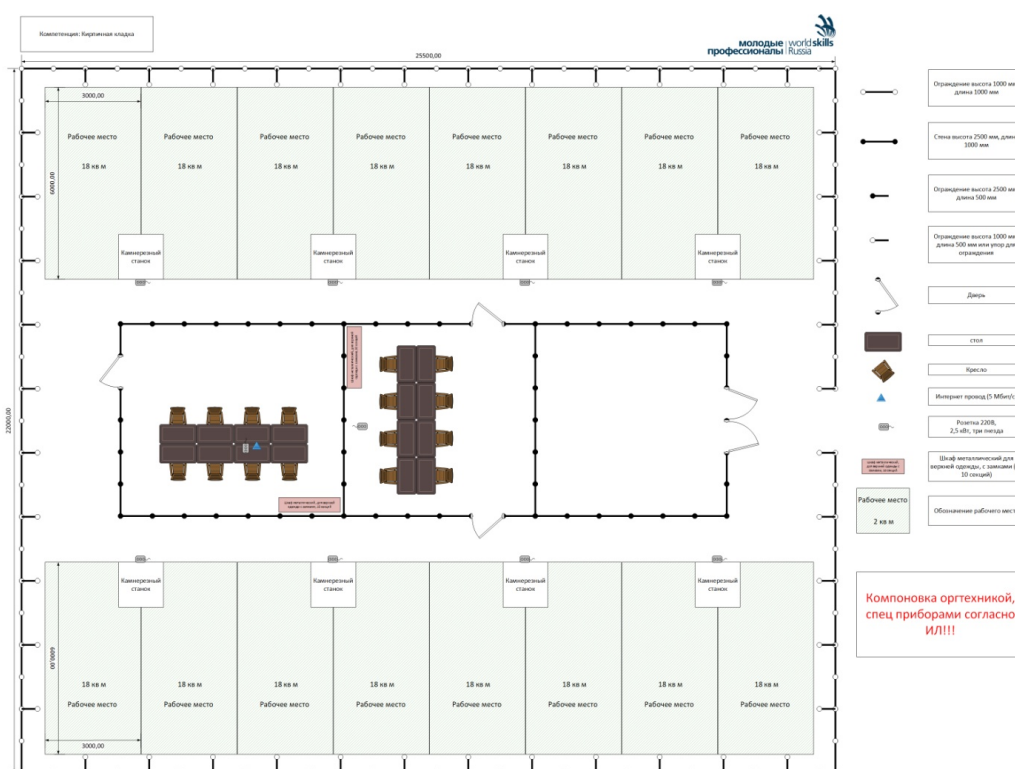 Компетенция: Кирпичная кладка
молодые профессионалы
worldskills Russia
25500,00
22000,00
3000,00
6000,00
Рабочее место Рабочее место Рабочее место Рабочее место Рабочее место Рабочее место Рабочее место Рабочее место
18 кв м 18 кв м 18 кв м 18 кв м 18 кв м 18 кв м 18 кв м 18 кв м
Камнерезный Камнерезный Камнерезный Камнерезный
станок станок станок станок
Камнерезный Камнерезный Камнерезный Камнерезный
станок станок станок станок
6000,00
18 кв м 18 кв м 18 кв м 18 кв м 18 кв м 18 кв м 18 кв м 18 кв м
Рабочее место Рабочее место Рабочее место Рабочее место Рабочее место Рабочее место Рабочее место Рабочее место
3000,00
Ограждение высота 1000 мм
длина 1000 мм
Стена высота 2500 мм, длин
1000 мм
Ограждение высота 2500 мм
длина 500 мм
Ограждение высота 1000 мм
длина 500 мм или упор для
ограждения
Дверь
стол
Кресло
Интернет провод (5 Мбит/с
Розетка 220В,
2,5 кВт, три гнезда
Шкаф металлический для
верхней одежды, с замками (
10 секций)
Рабочее место
2 кв м
Обозначение рабочего мест
Компоновка оргтехникой,
спец приборами согласно
ИЛ!!!